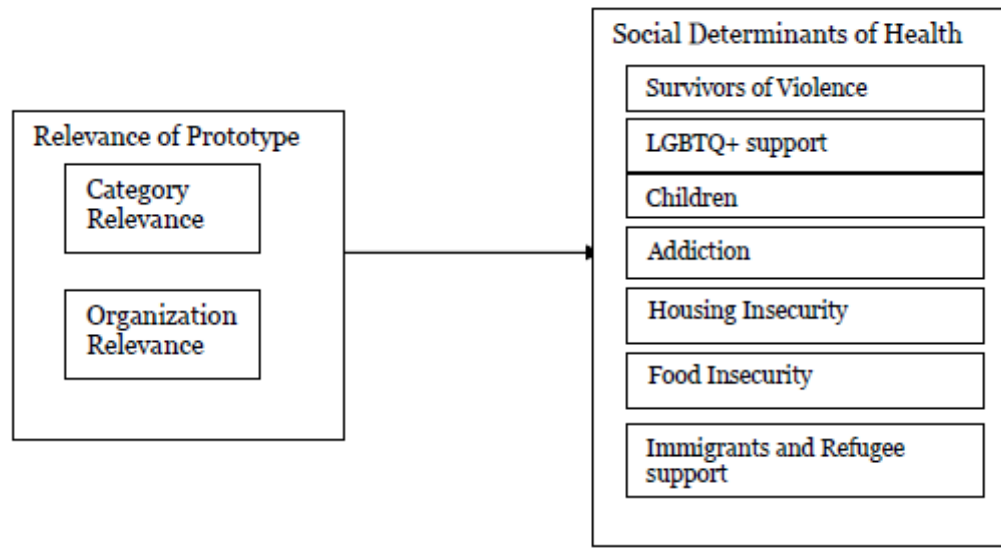 Relevance of Prototype
Category
Relevance
Organization
Relevance
Social Determinants of Health
Survivors of Violence
LGBTQ+ support
Children
Addiction
Housing Insecurity
Food Insecurity
Immigrants and Refugee
support